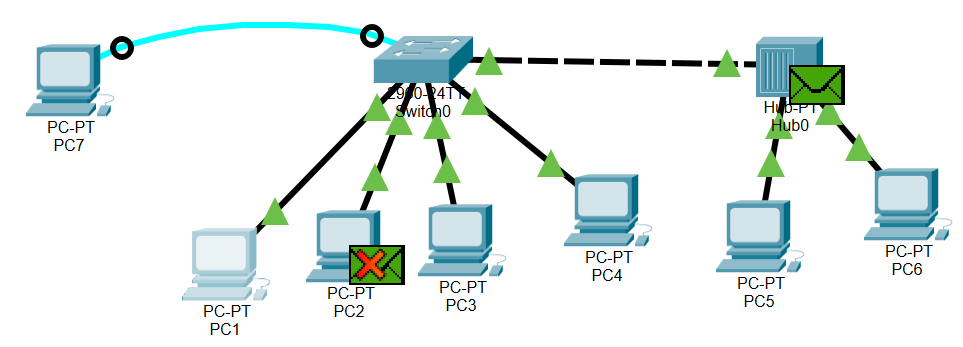 PC-PT
PC7
2960-24TT
Switch0
Hub-PT
Hub0
PC-PT
PC1
PC-PT
PC2
PC-PT
PC3
PC-PT
PC4
PC-PT
PC5
PC-PT
PC6